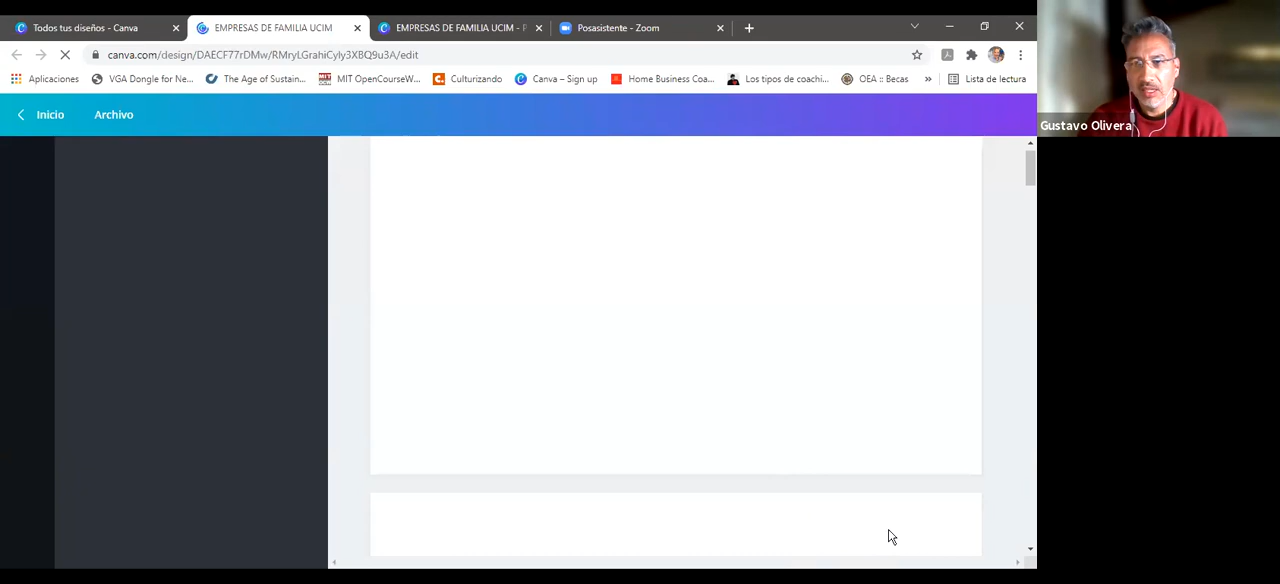 Todos tus diseños - Canva
EMPRESAS DE FAMILIA UCIM
EMPRESAS DE FAMILIA UCIM - P
Posasistente - Zoom
canva.com/design/DAECF77rDMw/RMryLGrahiCyly3XBQ9u3A/edit
Aplicaciones
VGA Dongle for Ne...
The Age of Sustain...
MIT OpenCourseW...
Culturizando
Canva – Sign up
Home Business Coa...
Los tipos de coachi...
OEA :: Becas
»
Lista de lectura
Inicio
Archivo
Gustavo Olivera